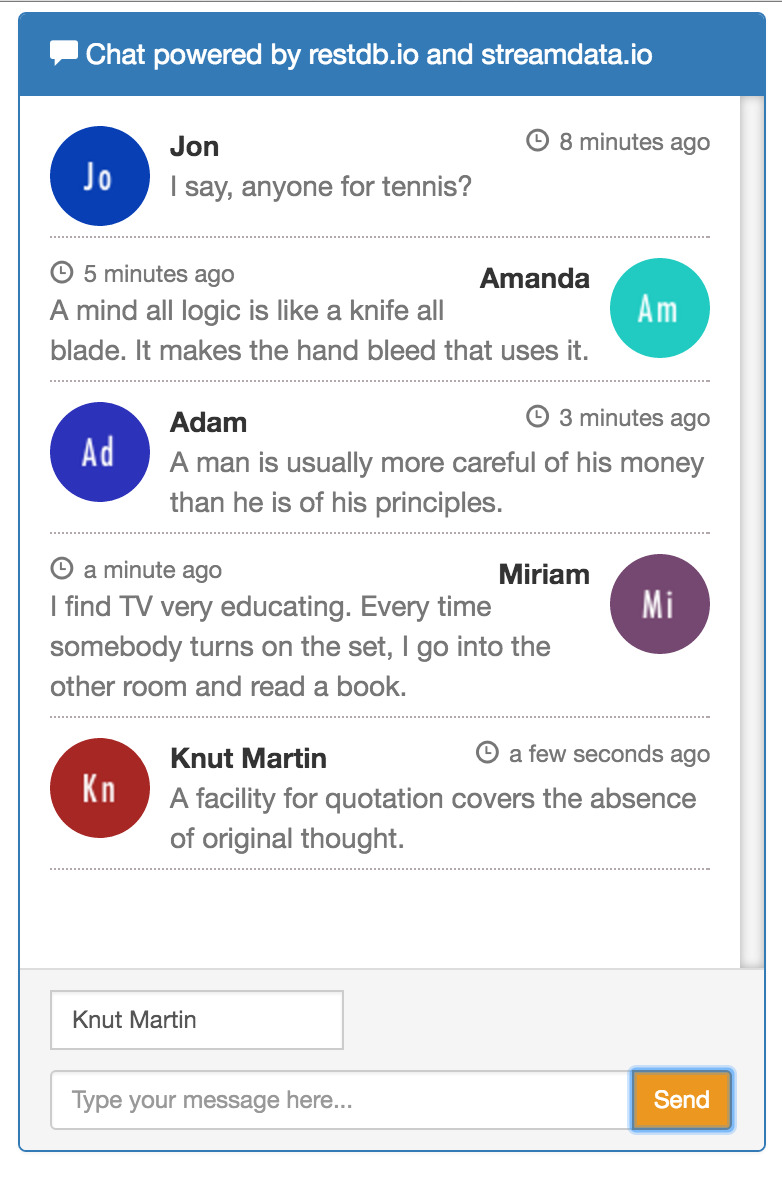 Chat powered by restdb.io and streamdata.io
Jo
Jon
8 minutes ago
I say, anyone for tennis?
5 minutes ago
Amanda
Am
A mind all logic is like a knife all
blade. It makes the hand bleed that uses it.
Ad
Adam
3 minutes ago
A man is usually more careful of his money
than he is of his principles.
a minute ago
Miriam
Mi
I find TV very educating. Every time
somebody turns on the set, I go into the
other room and read a book.
Kn
Knut Martin
a few seconds ago
A facility for quotation covers the absence
of original thought.
Knut Martin
Type your message here...
Send